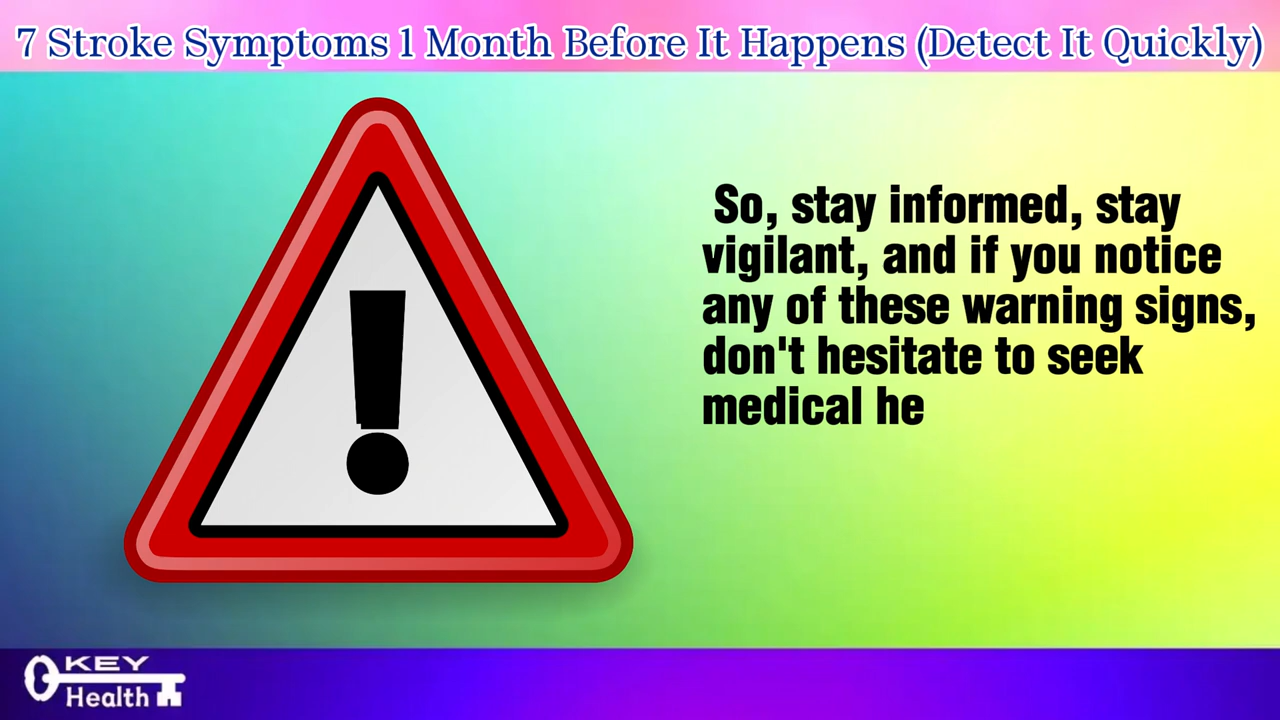 7 Stroke Symptoms 1 Month Before It Happens (Detect It Quickly)
So, stay informed, stay
vigilant, and if you notice
any of these warning signs,
don't hesitate to seek
medical he
KEY
Health